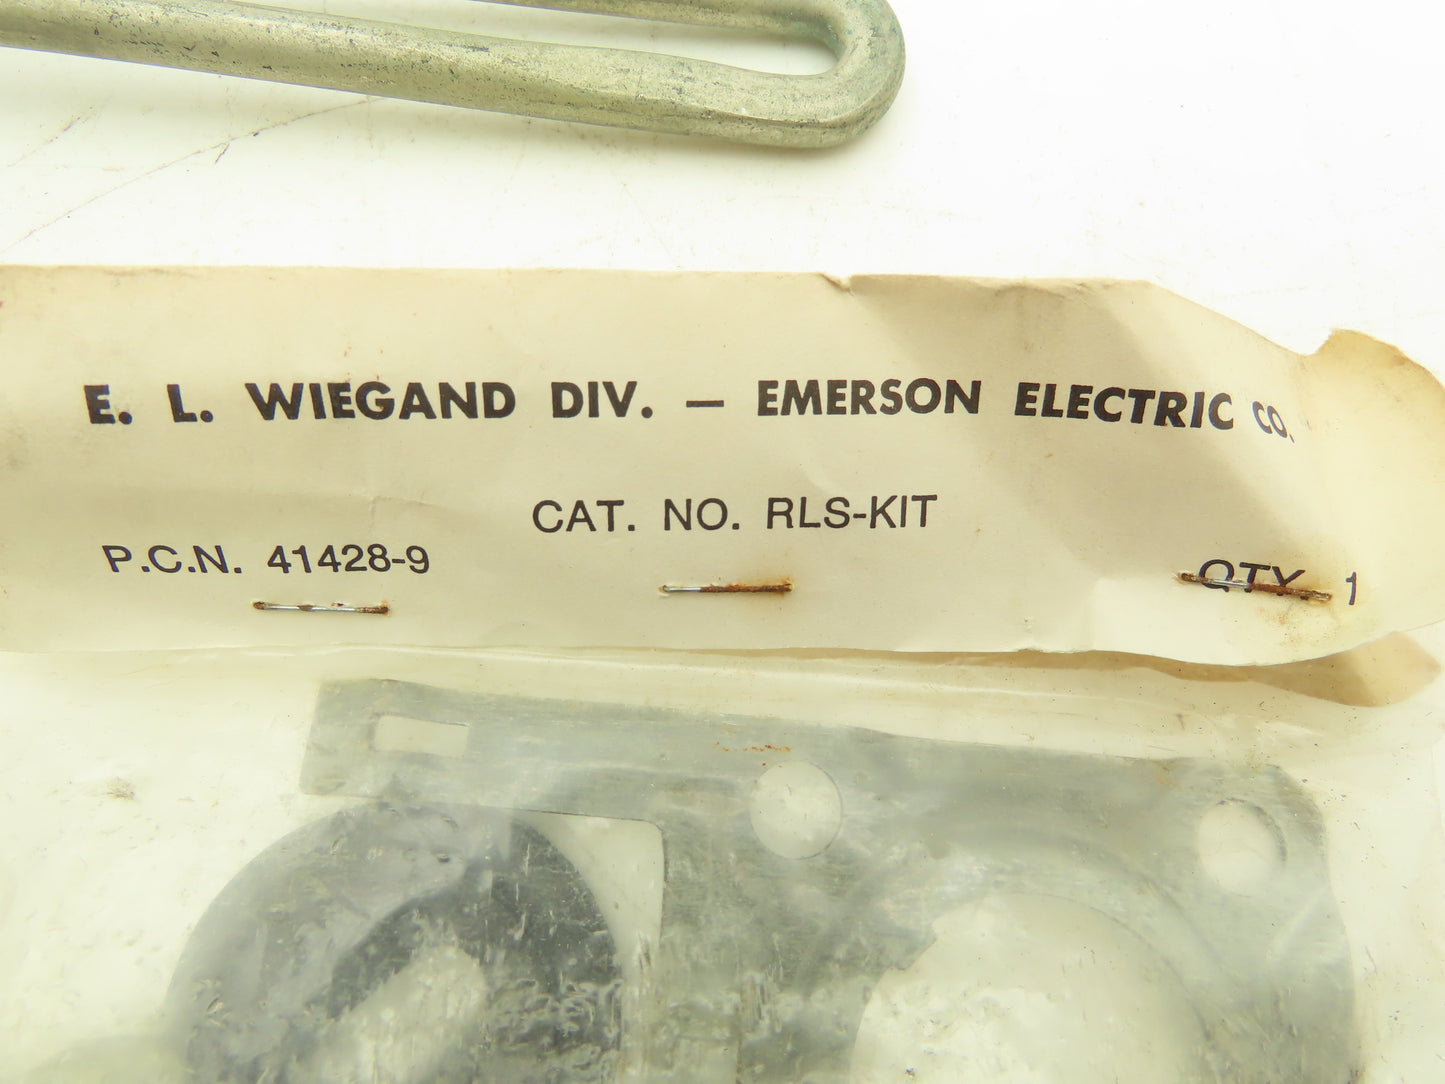 E. L. WIEGAND DIV. — EMERSON ELECTRIC CO.
CAT. NO. RLS-KIT
P.C.N. 41428-9
QTY. 1